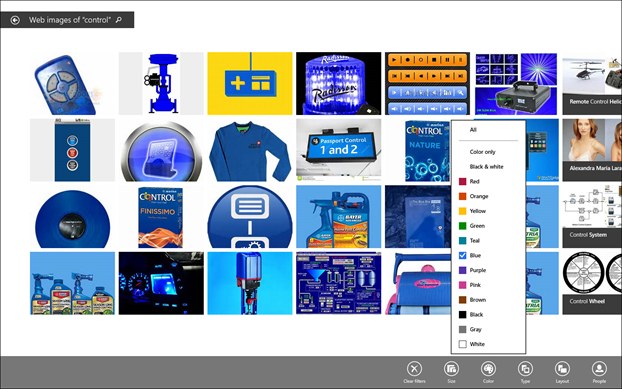 Web images of "control"
Radisson
Remote Control Helic
Passport Control
1 and 2
CONTROL
NATURE
Alexandra Maria Lara
CONTROL
FINISSIMO
BAYER
BAYER
Control System
Control Wheel
All
Color only
Black & white
Red
Orange
Yellow
Green
Teal
Blue
Purple
Pink
Brown
Black
Gray
White
Clear filters
Size
Color
Type
Layout
People